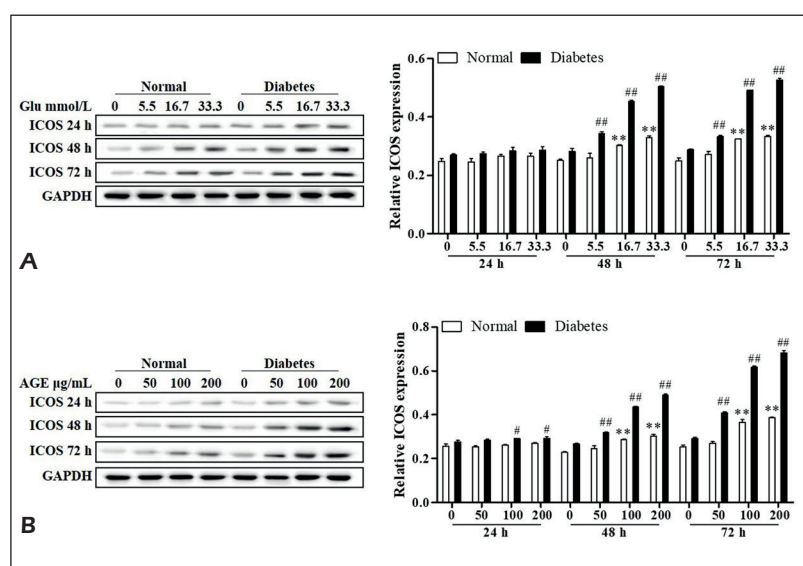 Normal Diabetes
Glu mmol/L 0 5.5 16.7 33.3 0 5.5 16.7 33.3
ICOS 24 h
ICOS 48 h
ICOS 72 h
GAPDH
A
Normal Diabetes
Relative ICOS expression
0.6
0.4
0.2
0.0
## ** ## ** ## ## ** ## ** ##
0 5.5 16.7 33.3 0 5.5 16.7 33.3 0 5.5 16.7 33.3
24 h 48 h 72 h
Normal Diabetes
AGE μg/mL 0 50 100 200 0 50 100 200
ICOS 24 h
ICOS 48 h
ICOS 72 h
GAPDH
B
Normal Diabetes
Relative ICOS expression
0.8
0.6
0.4
0.2
0.0
# # ## ** ## ** ## ## ** ## ** ##
0 50 100 200 0 50 100 200 0 50 100 200
24 h 48 h 72 h